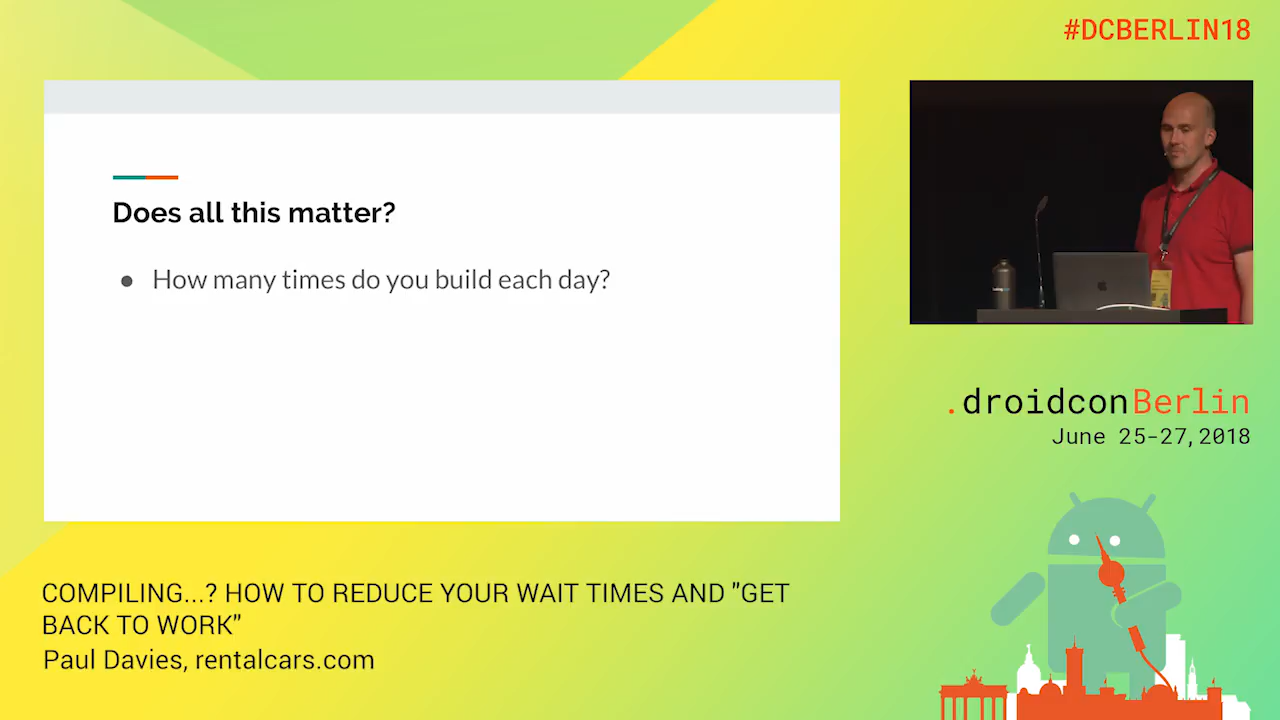 #DCBERLIN18
Does all this matter?
● How many times do you build each day?
.droidconBerlin
June 25-27,2018
COMPILING...? HOW TO REDUCE YOUR WAIT TIMES AND "GET
BACK TO WORK"
Paul Davies, rentalcars.com